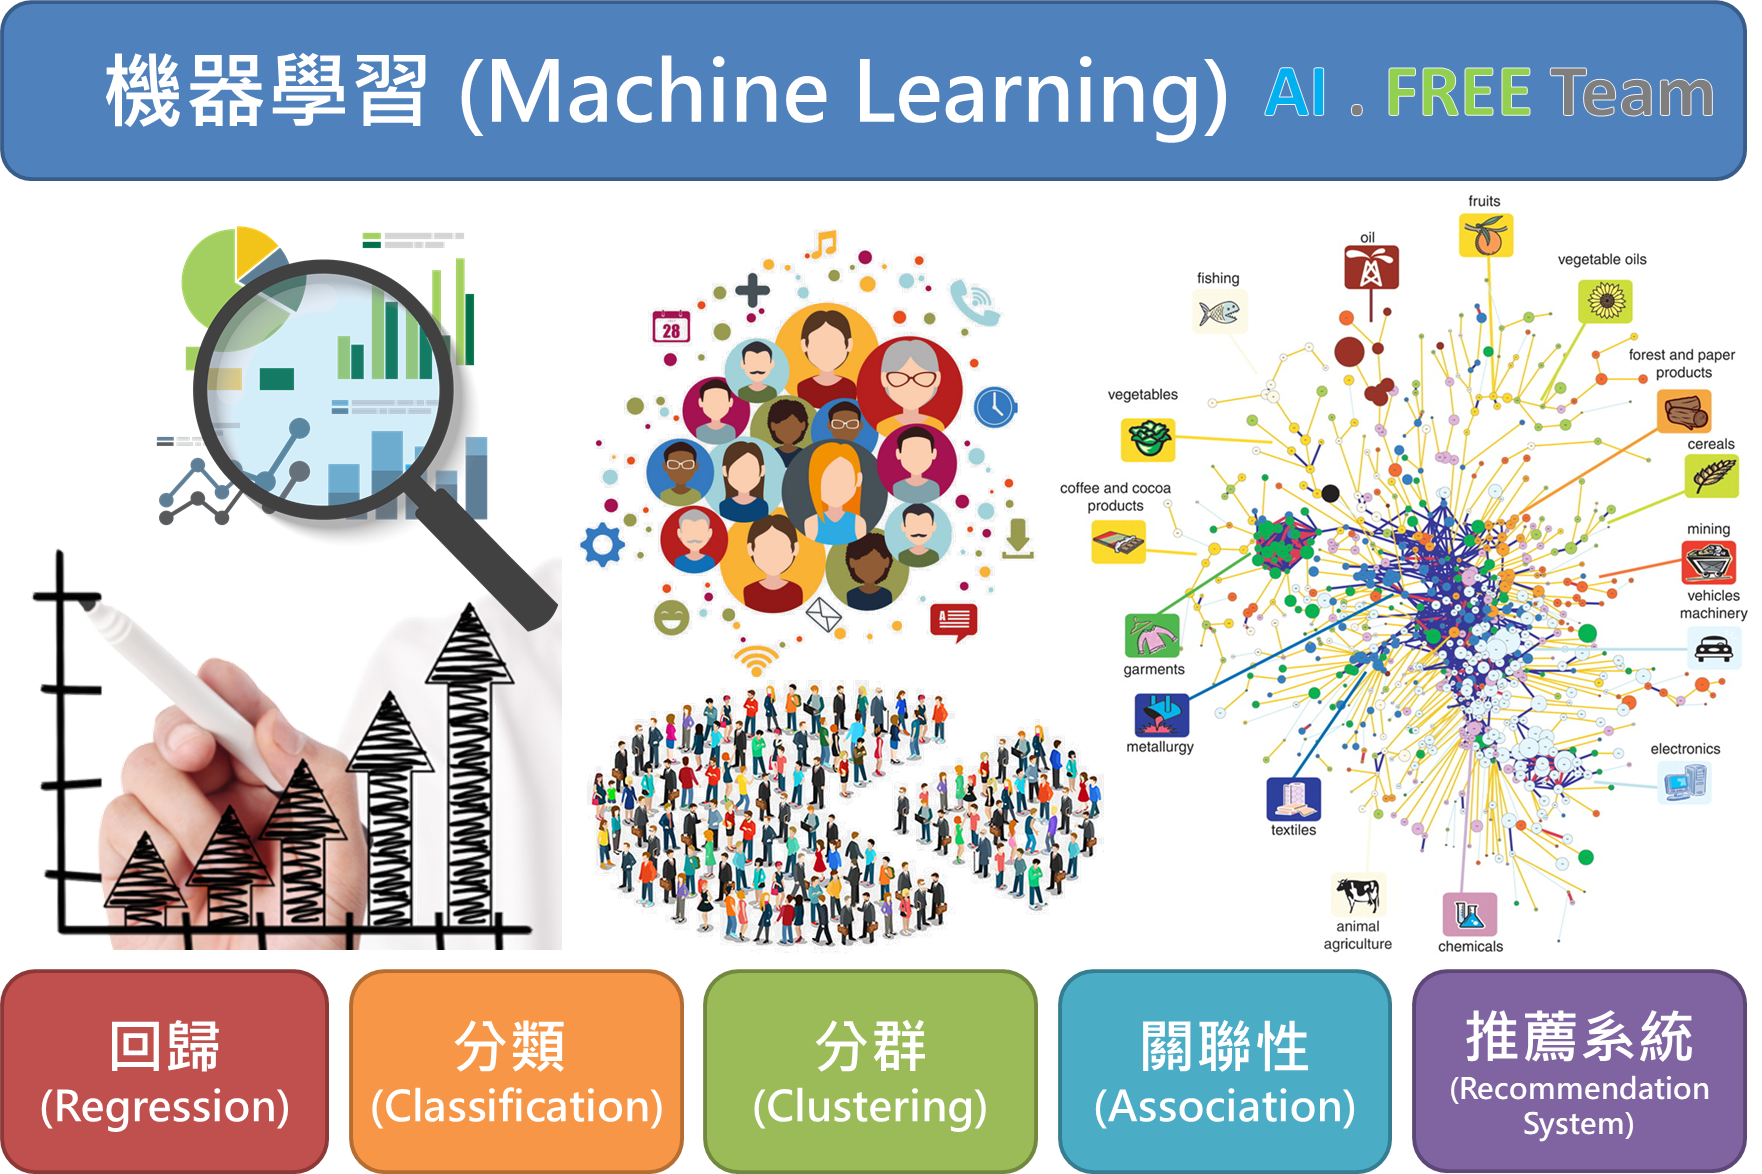 機器學習 (Machine Learning) AI . FREE Team
28
A
fruits
oil
vegetable oils
fishing
forest and paper
products
vegetables
cereals
coffee and cocoa
products
mining
vehicles
machinery
garments
metallurgy
electronics
textiles
animal
agriculture
chemicals
回歸
(Regression)
分類
(Classification)
分群
(Clustering)
關聯性
(Association)
推薦系統
(Recommendation
System)